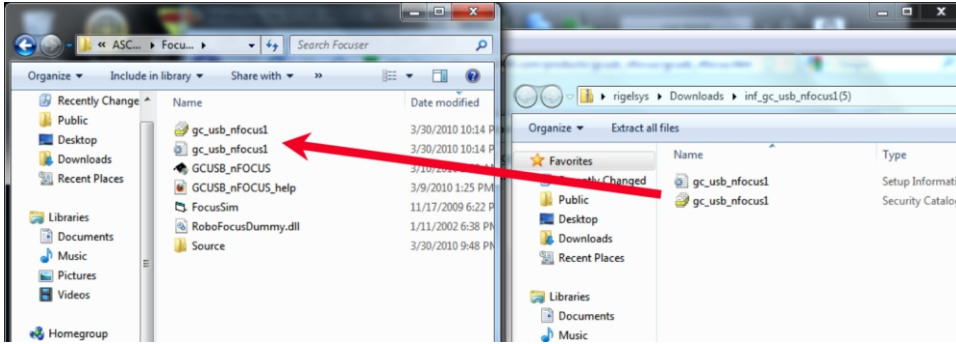 « ASC... ▸ Focu... ▸
Search Focuser
Organize
Include in library
Share with
»
Recently Change
Public
Desktop
Downloads
Recent Places
Libraries
Documents
Music
Pictures
Videos
Homegroup
Name
Date modified
gc_usb_nfocus1
3/30/2010 10:14 P
gc_usb_nfocus1
3/30/2010 10:14 P
GCUSB_nFOCUS
GCUSB_nFOCUS_help
3/9/2010 1:25 PM
FocusSim
11/17/2009 6:22 P
RoboFocusDummy.dll
1/11/2002 6:38 PM
Source
3/30/2010 9:48 PM
▸ rigelsys ▸ Downloads ▸ inf_gc_usb_nfocus1(5)
Organize
Extract all files
Favorites
Recently Changed
Public
Desktop
Downloads
Recent Places
Libraries
Documents
Music
Name
Type
gc_usb_nfocus1
Setup Informati
gc_usb_nfocus1
Security Catalo